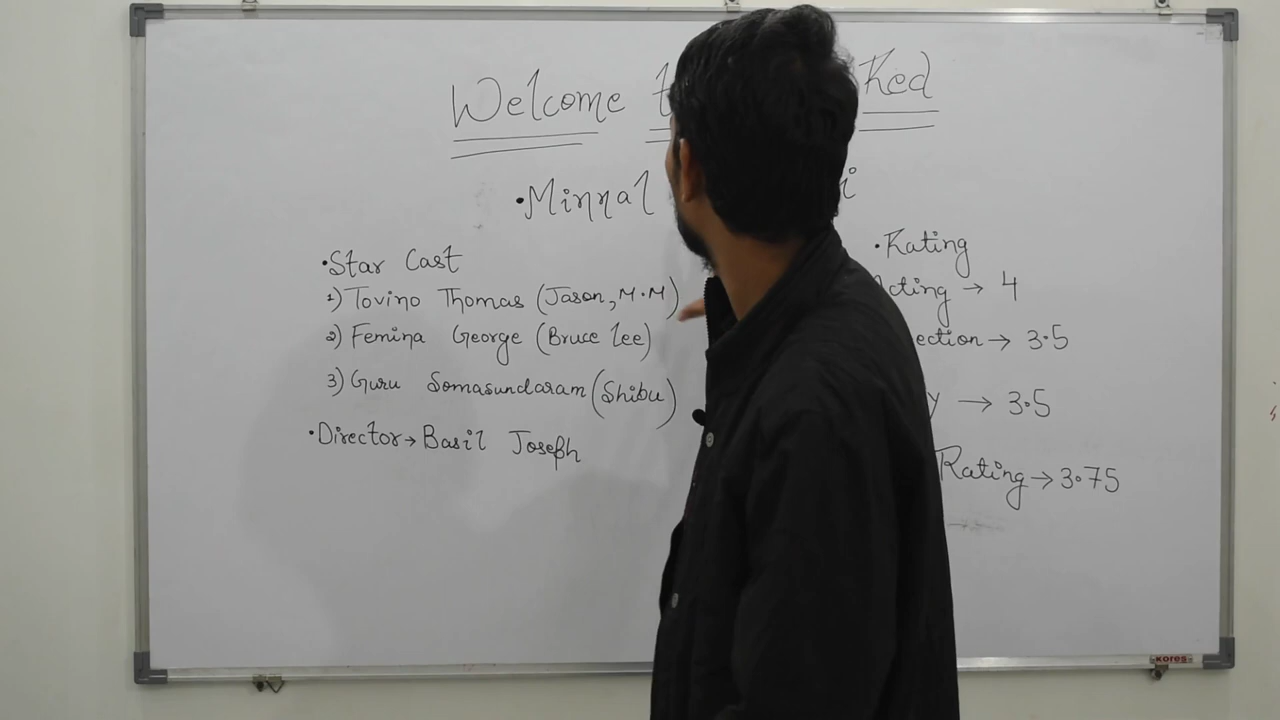 Welcome Ked
•Minnal
•Star Cast
1) Tovino Thomas (Jason, M.M)
2) Femina George (Bruce Lee)
3) Guru Somasundaram (Shibu)
•Director→Basil Joseph
•Rating
Acting → 4
ection → 3.5
y → 3.5
Rating → 3.75
KORES